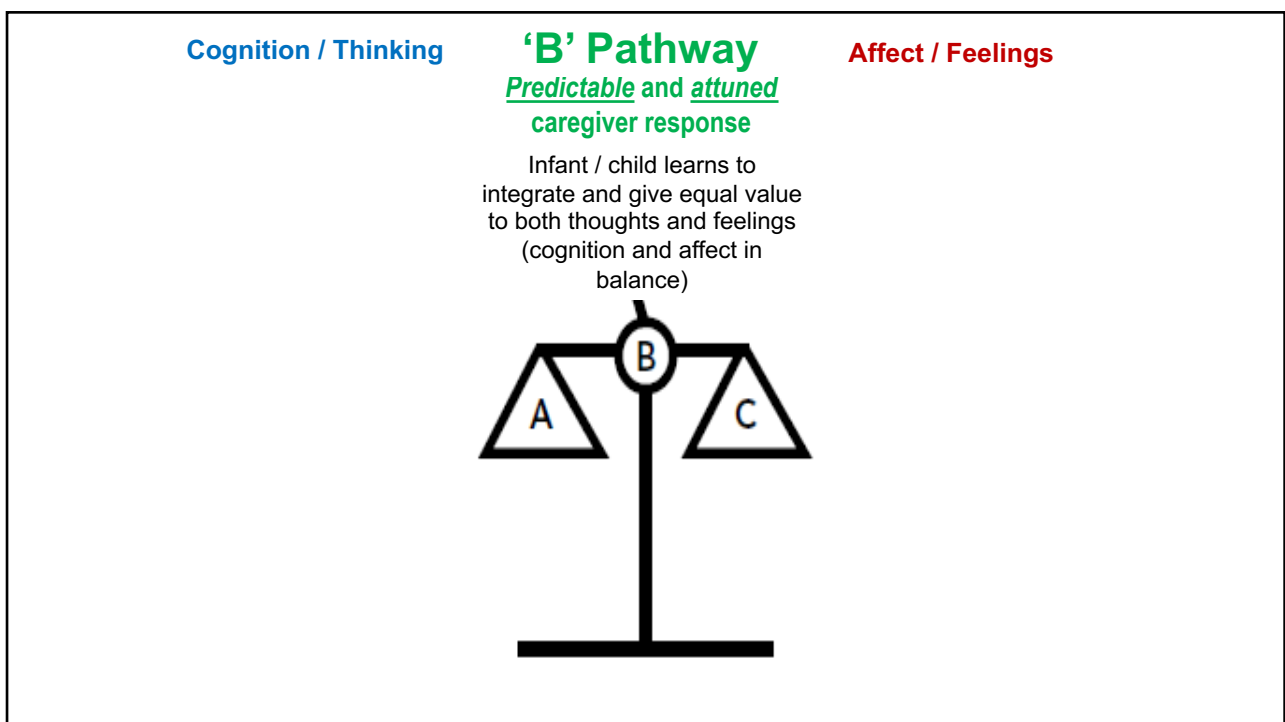 Cognition / Thinking
‘B’ Pathway
Affect / Feelings
Predictable and attuned
caregiver response
Infant / child learns to
integrate and give equal value
to both thoughts and feelings
(cognition and affect in
balance)
B
A
C